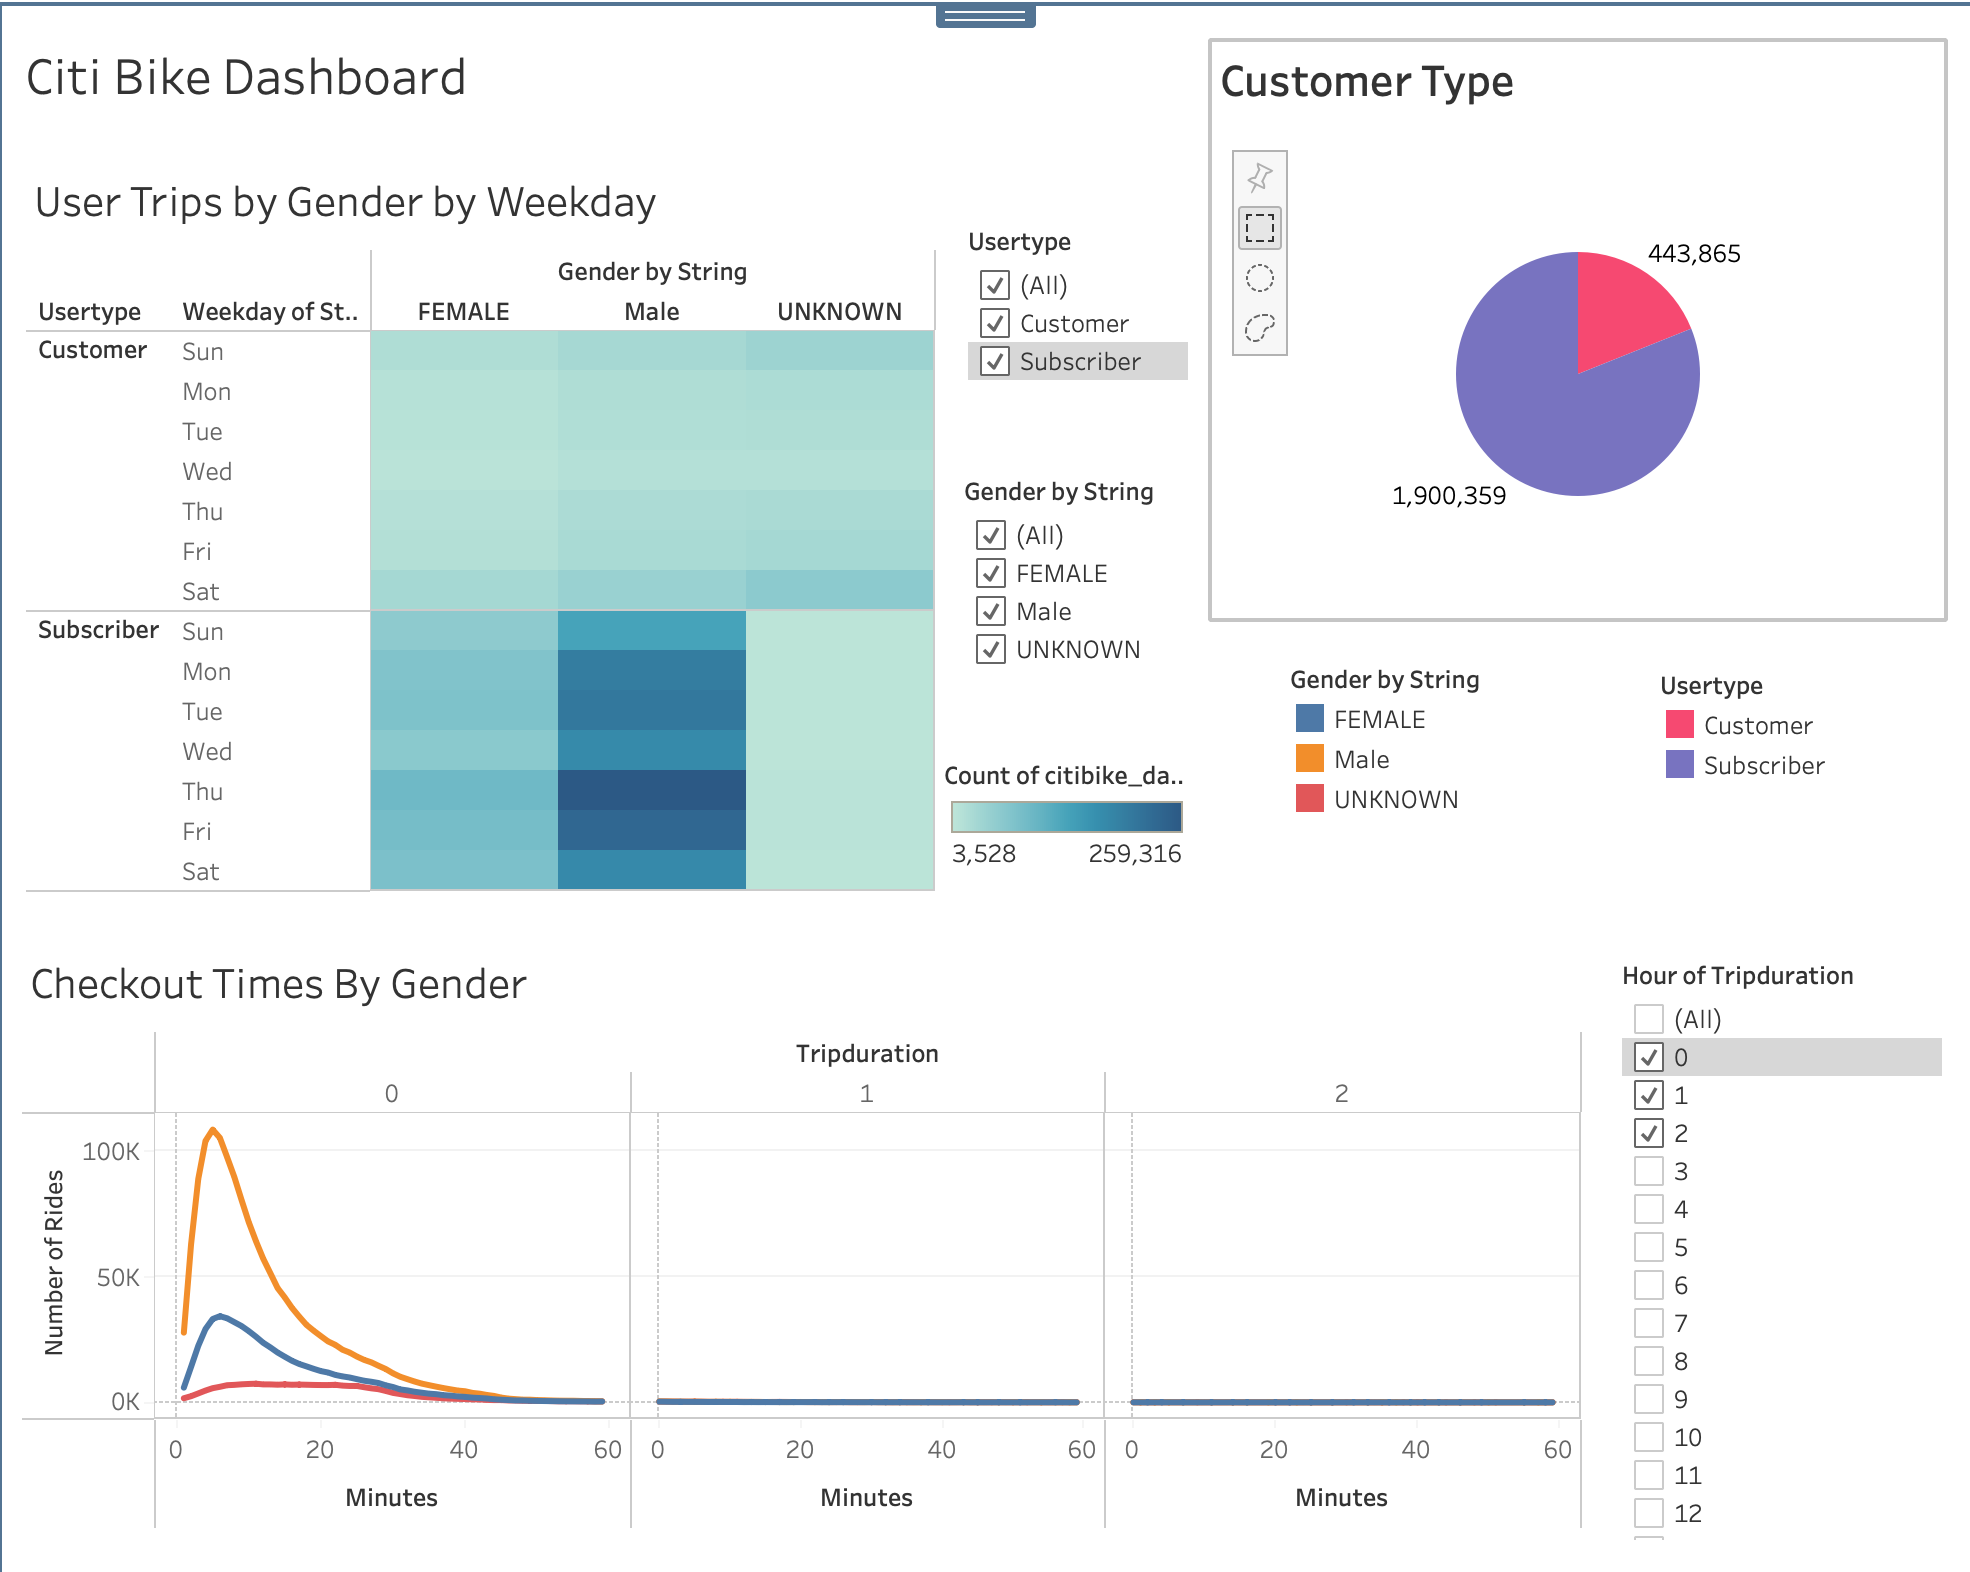 Citi Bike Dashboard
User Trips by Gender by Weekday
Gender by String
Usertype Weekday of St.. FEMALE Male UNKNOWN
Customer Sun
Mon
Tue
Wed
Thu
Fri
Sat
Subscriber Sun
Mon
Tue
Wed
Thu
Fri
Sat
Usertype
(All)
Customer
Subscriber
Gender by String
(All)
FEMALE
Male
UNKNOWN
Count of citibike_da..
3,528 259,316
Customer Type
443,865
1,900,359
Gender by String
FEMALE
Male
UNKNOWN
Usertype
Customer
Subscriber
Checkout Times By Gender
Tripduration
0 1 2
Number of Rides
100K
50K
0K
0 20 40 60 0 20 40 60 0 20 40 60
Minutes Minutes Minutes
Hour of Tripduration
(All)
0
1
2
3
4
5
6
7
8
9
10
11
12